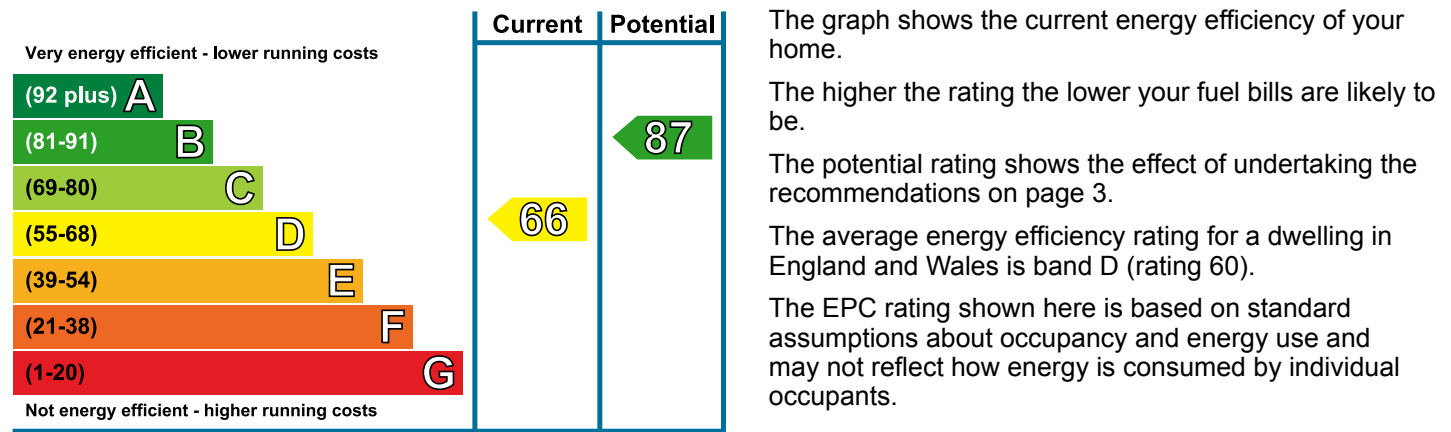 Current Potential
Very energy efficient - lower running costs
(92 plus) A
(81-91) B
87
(69-80) C
(55-68) D
66
(39-54) E
(21-38) F
(1-20) G
Not energy efficient - higher running costs
The graph shows the current energy efficiency of your
home.
The higher the rating the lower your fuel bills are likely to
be.
The potential rating shows the effect of undertaking the
recommendations on page 3.
The average energy efficiency rating for a dwelling in
England and Wales is band D (rating 60).
The EPC rating shown here is based on standard
assumptions about occupancy and energy use and
may not reflect how energy is consumed by individual
occupants.